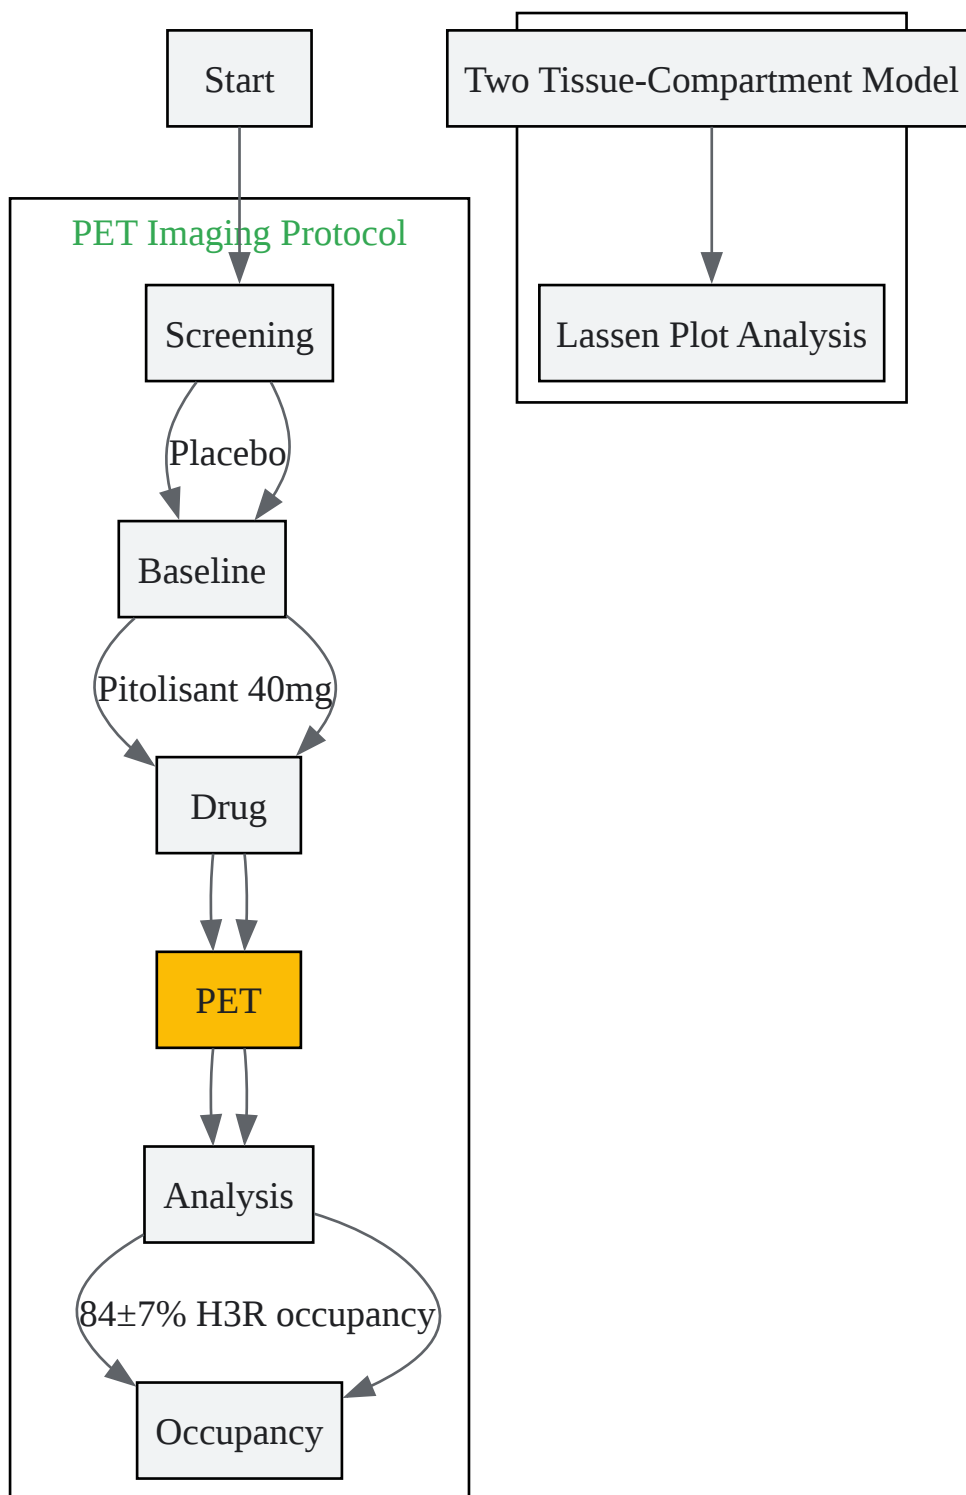 Start
Two Tissue-Compartment Model
PET Imaging Protocol
Screening
Lassen Plot Analysis
Placebo
Baseline
Pitolisant 40mg
Drug
PET
Analysis
84±7% H3R occupancy
Occupancy